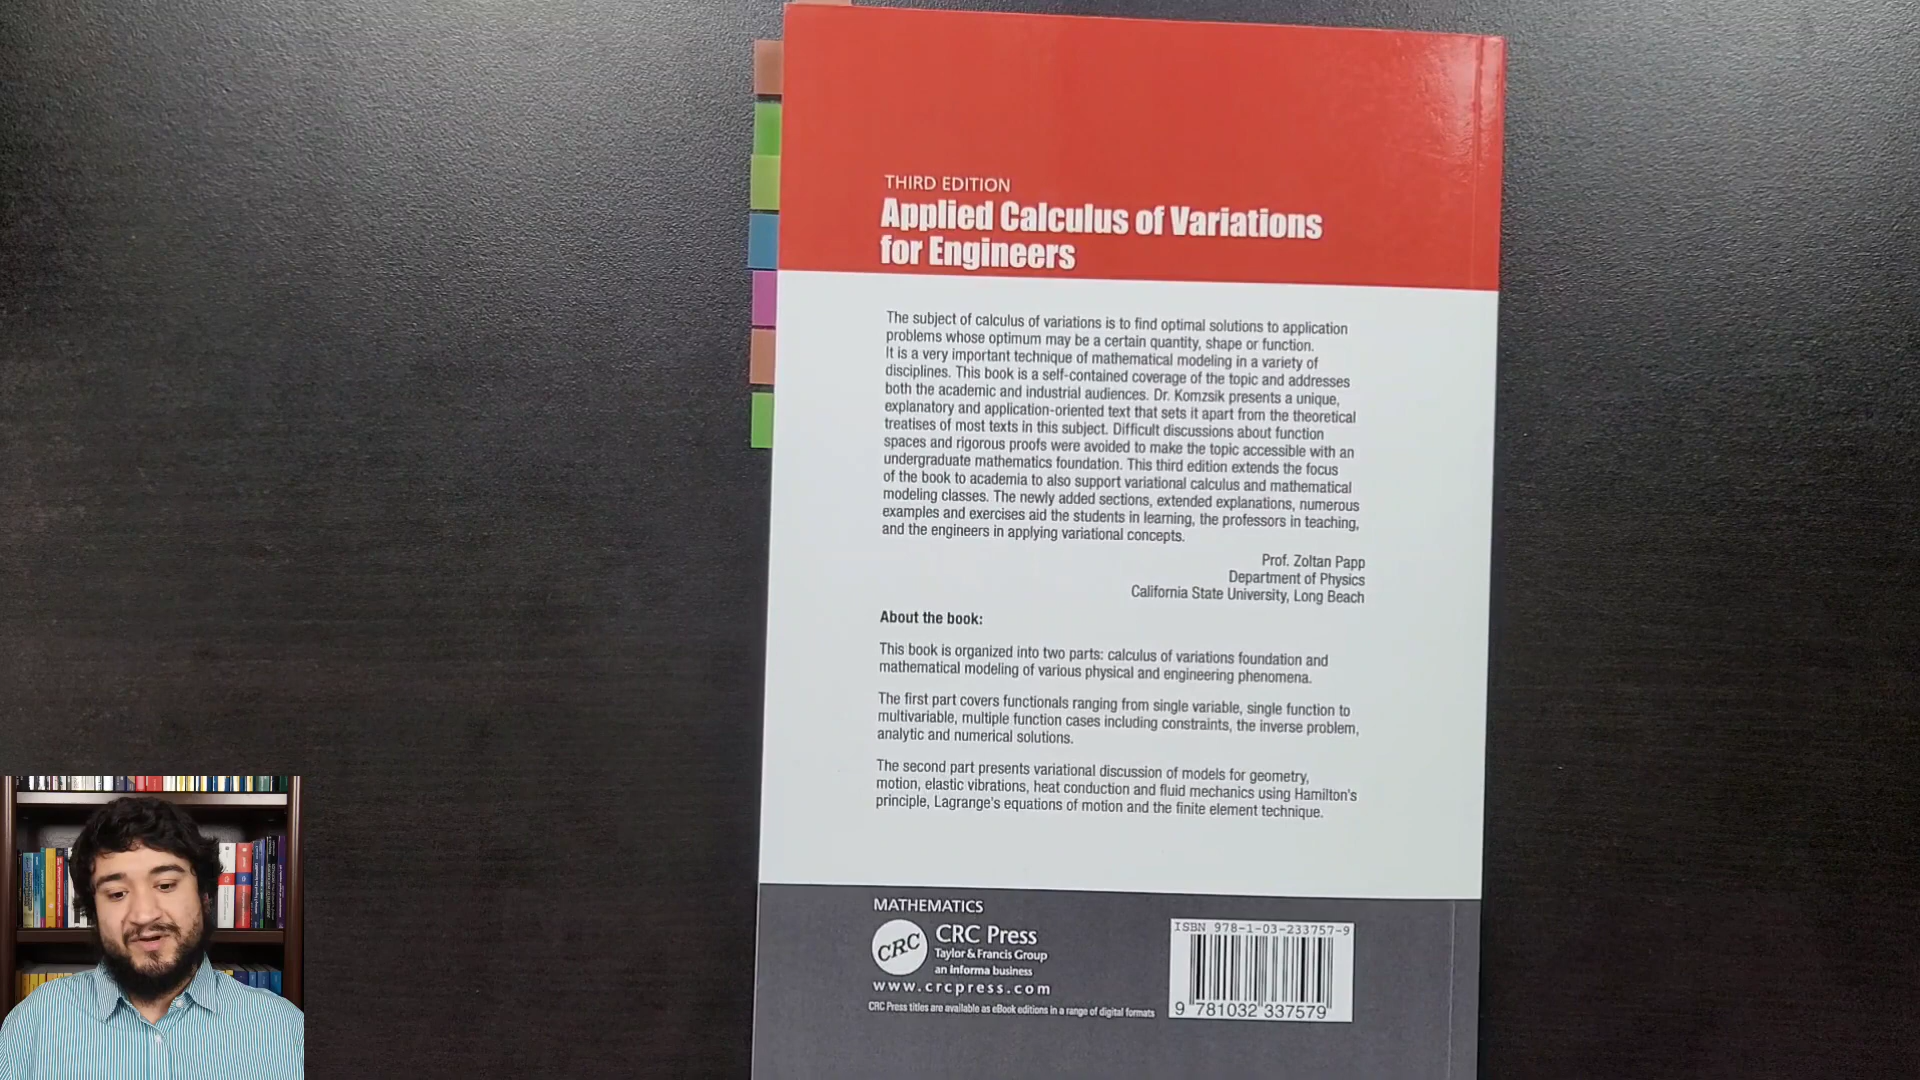 THIRD EDITION
Applied Calculus of Variations
for Engineers
The subject of calculus of variations is to find optimal solutions to application
problems whose optimum may be a certain quantity, shape or function.
It is a very important technique of mathematical modeling in a variety of
disciplines. This book is a self-contained coverage of the topic and addresses
both the academic and industrial audiences. Dr. Komzsik presents a unique,
explanatory and application-oriented text that sets it apart from the theoretical
treatises of most texts in this subject. Difficult discussions about function
spaces and rigorous proofs were avoided to make the topic accessible with an
undergraduate mathematics foundation. This third edition extends the focus
of the book to academia to also support variational calculus and mathematical
modeling classes. The newly added sections, extended explanations, numerous
examples and exercises aid the students in learning, the professors in teaching,
and the engineers in applying variational concepts.
Prof. Zoltan Papp
Department of Physics
California State University, Long Beach
About the book:
This book is organized into two parts: calculus of variations foundation and
mathematical modeling of various physical and engineering phenomena.
The first part covers functionals ranging from single variable, single function to
multivariable, multiple function cases including constraints, the inverse problem,
analytic and numerical solutions.
The second part presents variational discussion of models for geometry,
motion, elastic vibrations, heat conduction and fluid mechanics using Hamilton's
principle, Lagrange's equations of motion and the finite element technique.
MATHEMATICS
CRC
CRC Press
Taylor & Francis Group
an informa business
www.crcpress.com
CRC Press titles are available as eBook editions in a range of digital formats
ISBN 978-1-03-233757-9
9 781032 337579